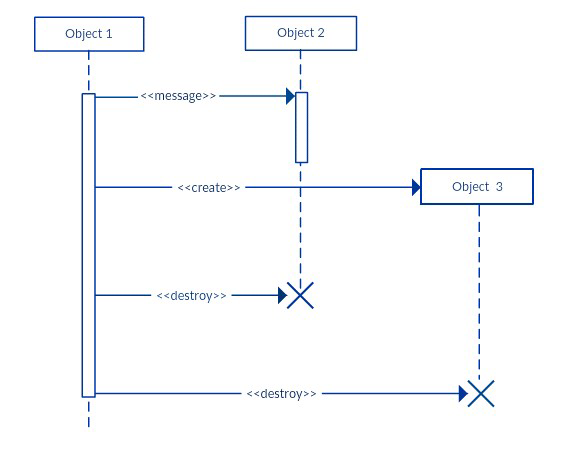 Object 1
Object 2
<<message>>
<<create>>
Object 3
<<destroy>>
<<destroy>>